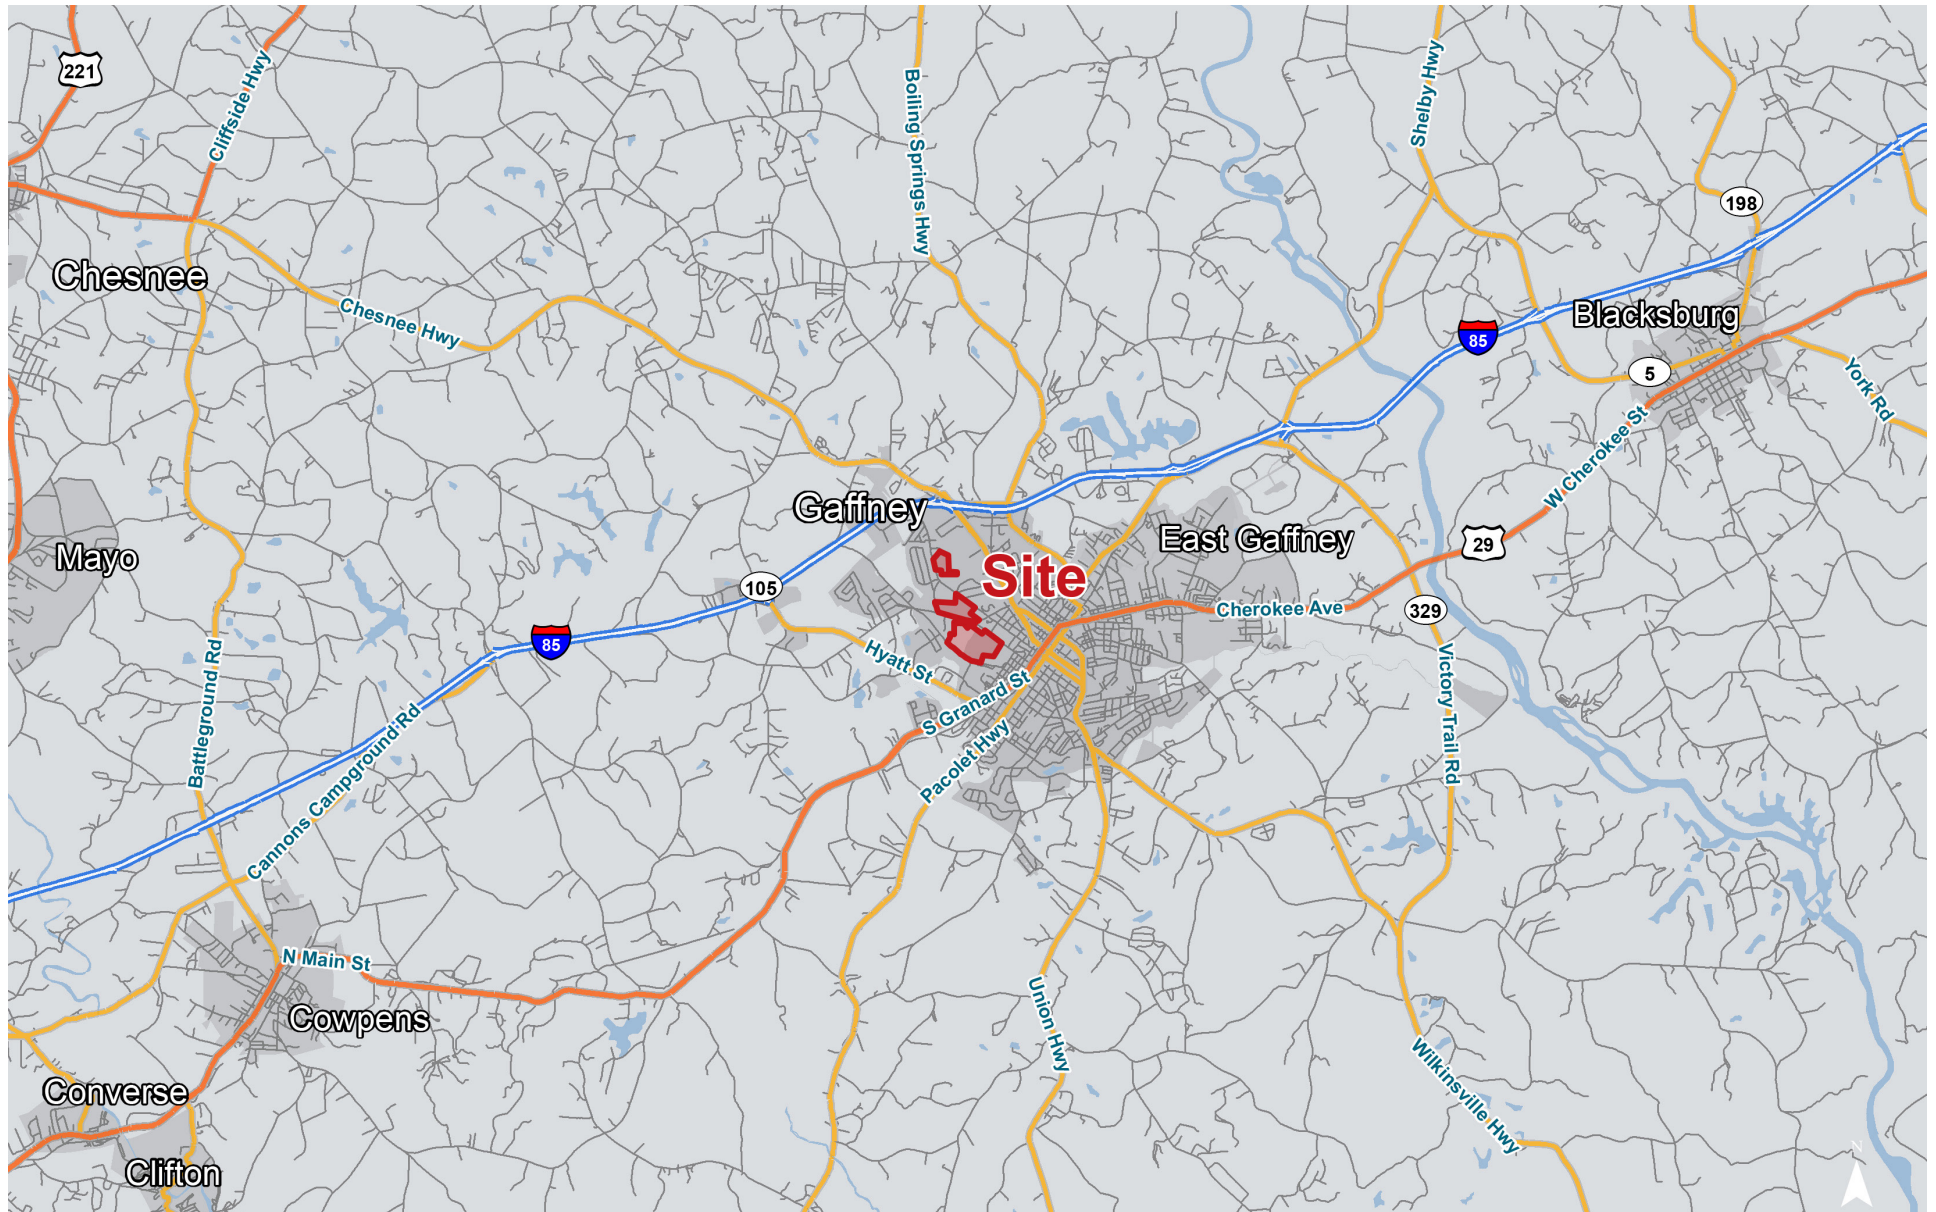 221
Cliffside Hwy
Boiling Springs Hwy
Shelby Hwy
198
Chesnee
Chesnee Hwy
Blacksburg
85
5
York Rd
W Cherokee St
Gaffney
East Gaffney
29
Mayo
Site
105
Cherokee Ave
329
85
Hyatt St
Battleground Rd
S Granard St
Victory Trail Rd
Cannons Campground Rd
Pacolet Hwy
N Main St
Cowpens
Union Hwy
Wilkinsville Hwy
Converse
Clifton
N